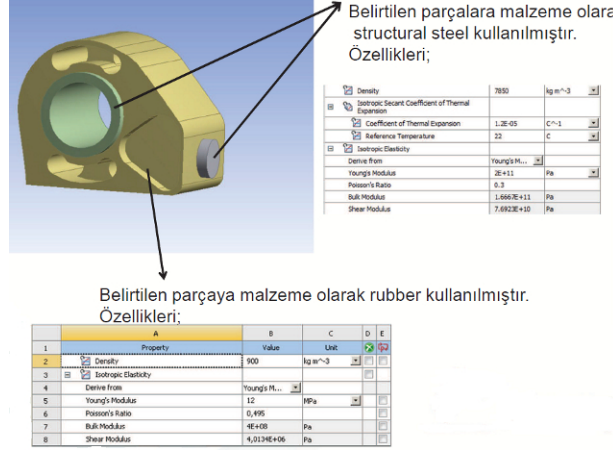 Belirtilen parçalara malzeme olara
structural steel kullanılmıştır.
Özellikleri;
Density 7850 kg m^-3
Isotropic Secant Coefficient of Thermal
Expansion
Coefficient of Thermal Expansion 1.2E-05 C^-1
Reference Temperature 22 C
Isotropic Elasticity
Derive from Young's M...
Young's Modulus 2E+11 Pa
Poisson's Ratio 0.3
Bulk Modulus 1.6667E+11 Pa
Shear Modulus 7.6923E+10 Pa
Belirtilen parçaya malzeme olarak rubber kullanılmıştır.
Özellikleri;
A B C D E
1 Property Value Unit
2 Density 900 kg m^-3
3 Isotropic Elasticity
4 Derive from Young's M...
5 Young's Modulus 12 MPa
6 Poisson's Ratio 0,495
7 Bulk Modulus 4E+08 Pa
8 Shear Modulus 4,0134E+06 Pa